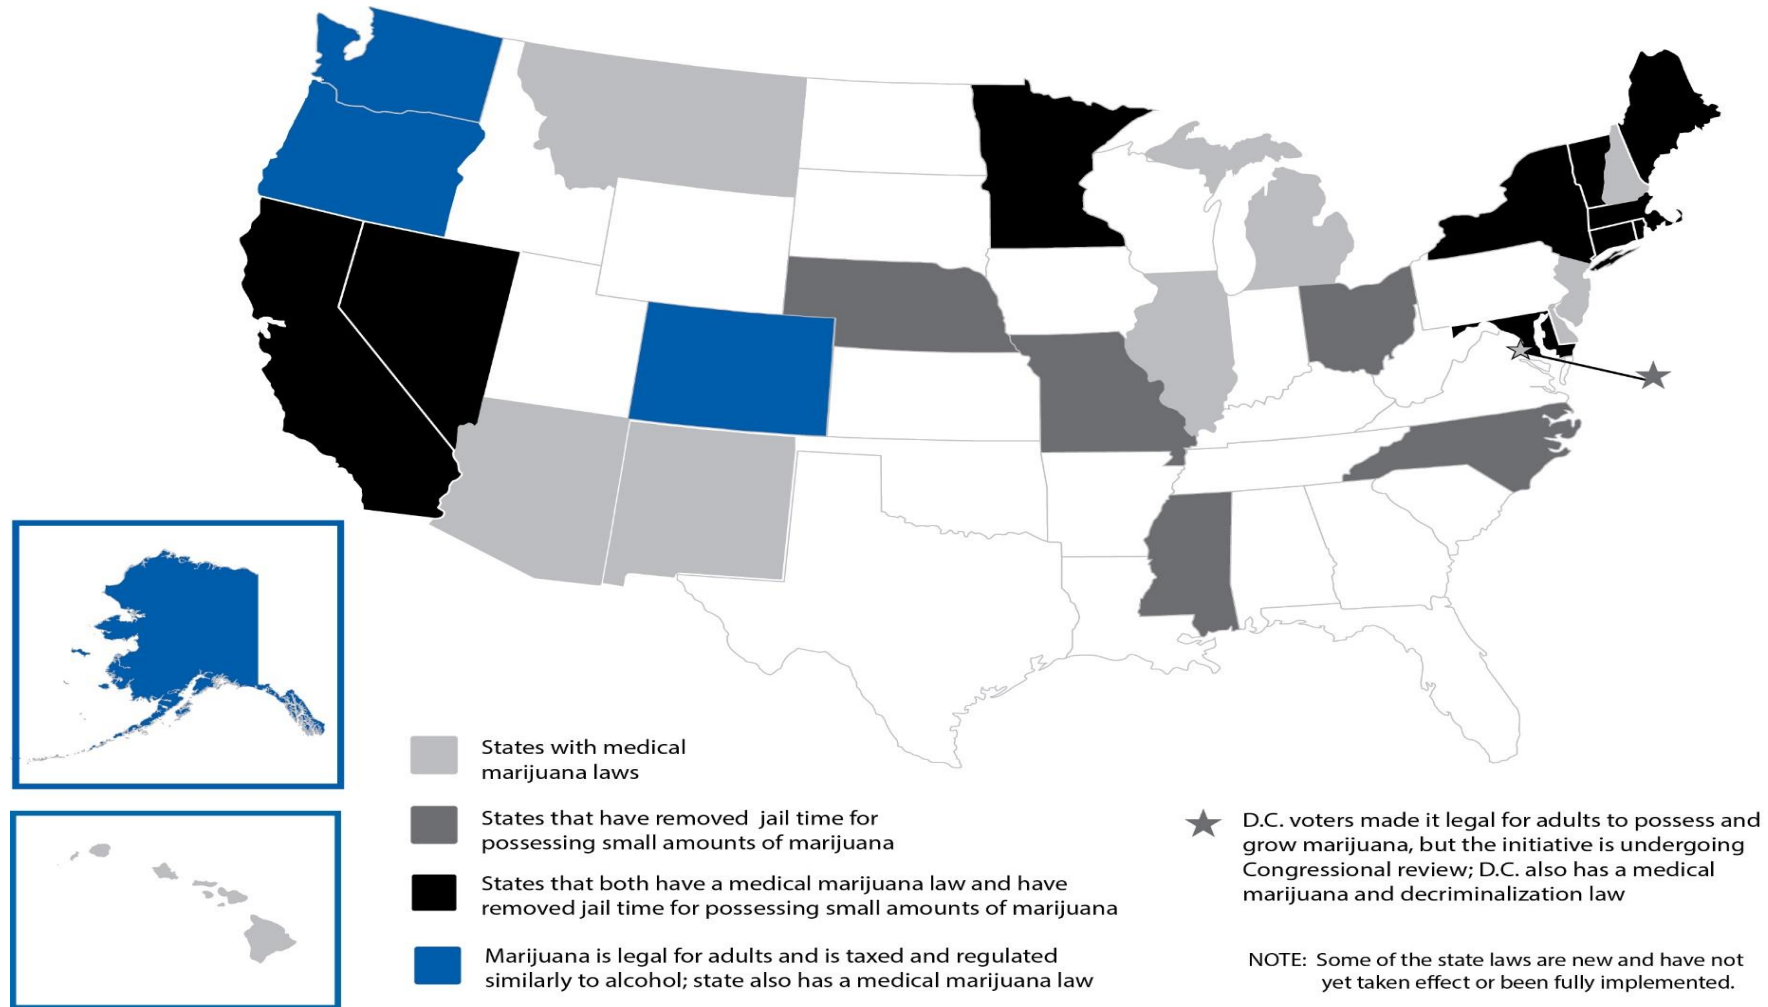 States with medical
marijuana laws
States that have removed jail time for
possessing small amounts of marijuana
States that both have a medical marijuana law and have
removed jail time for possessing small amounts of marijuana
Marijuana is legal for adults and is taxed and regulated
similarly to alcohol; state also has a medical marijuana law
D.C. voters made it legal for adults to possess and
grow marijuana, but the initiative is undergoing
Congressional review; D.C. also has a medical
marijuana and decriminalization law
NOTE: Some of the state laws are new and have not
yet taken effect or been fully implemented.